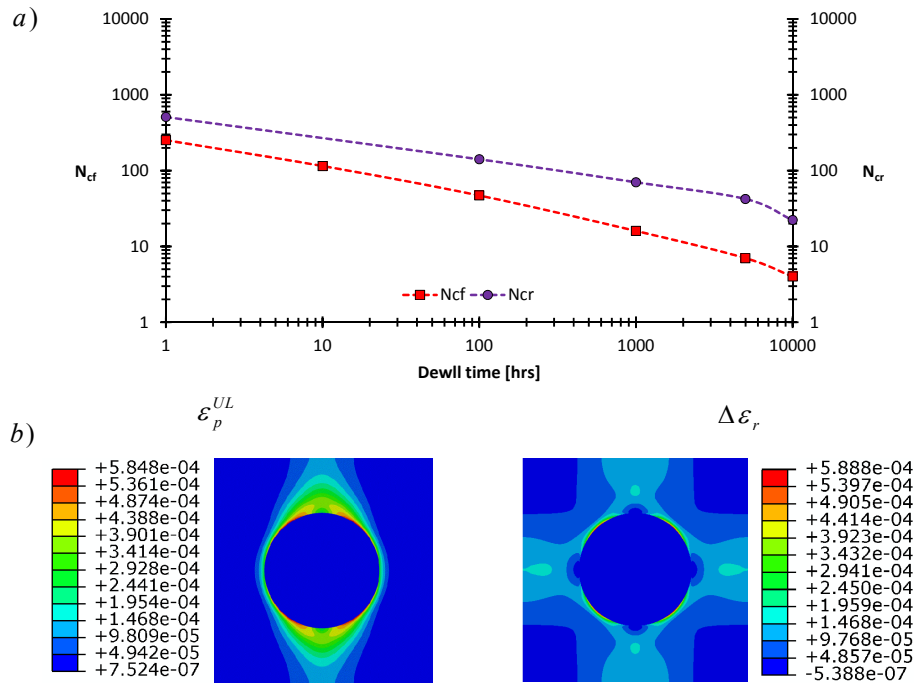 a)
10000
1000
100
10
1
N_cf
10000
1000
100
10
1
N_cr
Ncf
Ncr
1
10
100
1000
10000
Dewll time [hrs]
b)
ε_p^{UL}
+5.848e-04
+5.361e-04
+4.874e-04
+4.388e-04
+3.901e-04
+3.414e-04
+2.928e-04
+2.441e-04
+1.954e-04
+1.468e-04
+9.809e-05
+4.942e-05
+7.524e-07
Δε_r
+5.888e-04
+5.397e-04
+4.905e-04
+4.414e-04
+3.923e-04
+3.432e-04
+2.941e-04
+2.450e-04
+1.959e-04
+1.468e-04
+9.768e-05
+4.857e-05
-5.388e-07